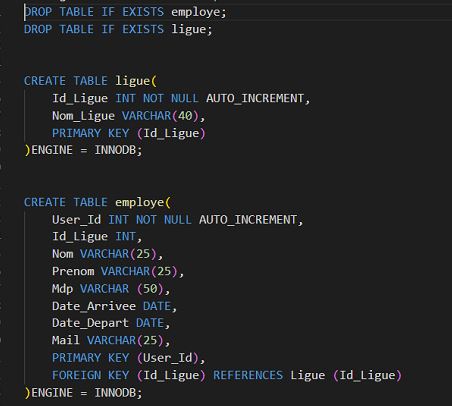 DROP TABLE IF EXISTS employe;
DROP TABLE IF EXISTS ligue;
CREATE TABLE ligue(
Id_Ligue INT NOT NULL AUTO_INCREMENT,
Nom_Ligue VARCHAR(40),
PRIMARY KEY (Id_Ligue)
)ENGINE = INNODB;
CREATE TABLE employe(
User_Id INT NOT NULL AUTO_INCREMENT,
Id_Ligue INT,
Nom VARCHAR(25),
Prenom VARCHAR(25),
Mdp VARCHAR (50),
Date_Arrivee DATE,
Date_Depart DATE,
Mail VARCHAR(25),
PRIMARY KEY (User_Id),
FOREIGN KEY (Id_Ligue) REFERENCES Ligue (Id_Ligue)
)ENGINE = INNODB;